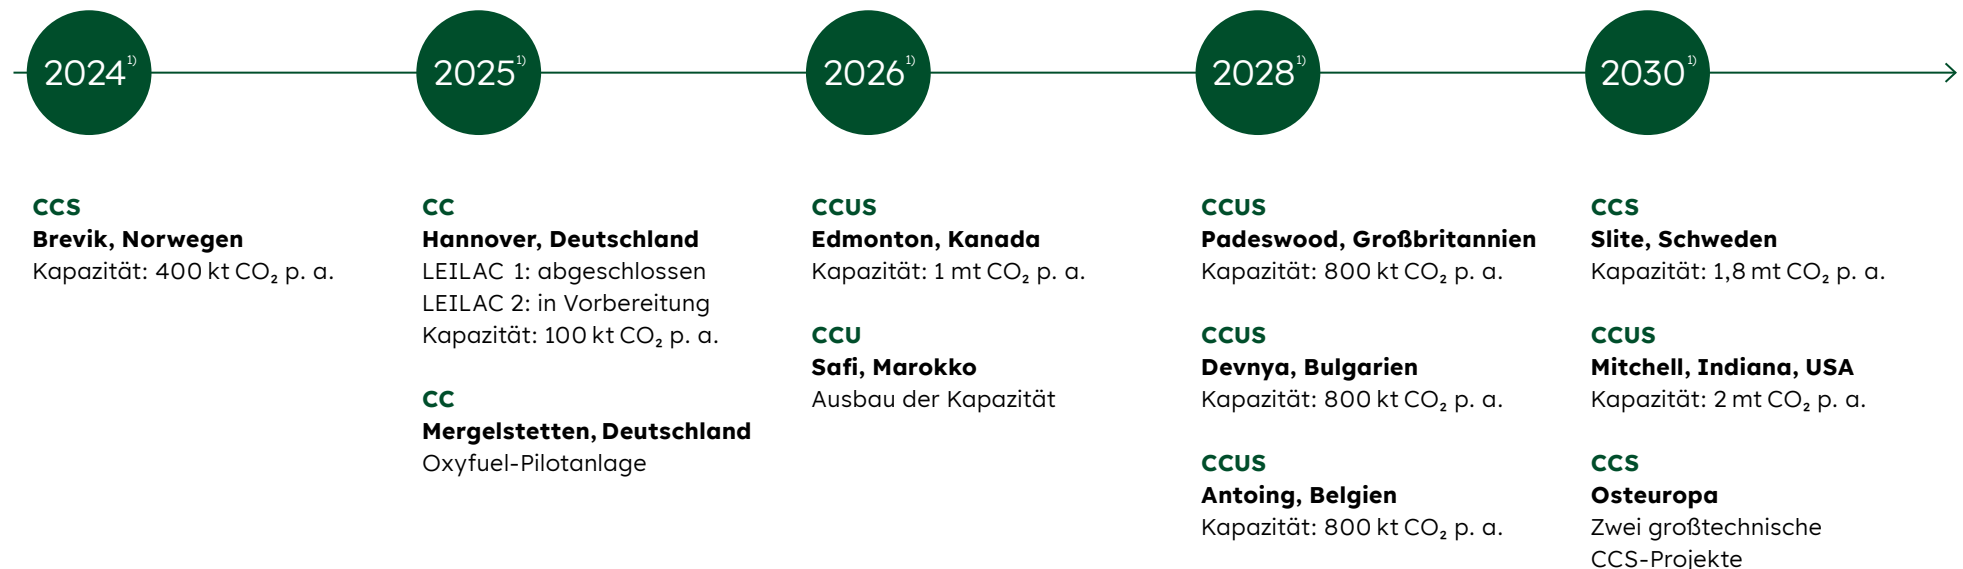 2024¹⁾
2025¹⁾
2026¹⁾
2028¹⁾
2030¹⁾
CCS
Brevik, Norwegen
Kapazität: 400 kt CO₂ p. a.
CC
Hannover, Deutschland
LEILAC 1: abgeschlossen
LEILAC 2: in Vorbereitung
Kapazität: 100 kt CO₂ p. a.
CC
Mergelstetten, Deutschland
Oxyfuel-Pilotanlage
CCUS
Edmonton, Kanada
Kapazität: 1 mt CO₂ p. a.
CCU
Safi, Marokko
Ausbau der Kapazität
CCUS
Padeswood, Großbritannien
Kapazität: 800 kt CO₂ p. a.
CCUS
Devnya, Bulgarien
Kapazität: 800 kt CO₂ p. a.
CCUS
Antoing, Belgien
Kapazität: 800 kt CO₂ p. a.
CCS
Slite, Schweden
Kapazität: 1,8 mt CO₂ p. a.
CCUS
Mitchell, Indiana, USA
Kapazität: 2 mt CO₂ p. a.
CCS
Osteuropa
Zwei großtechnische
CCS-Projekte